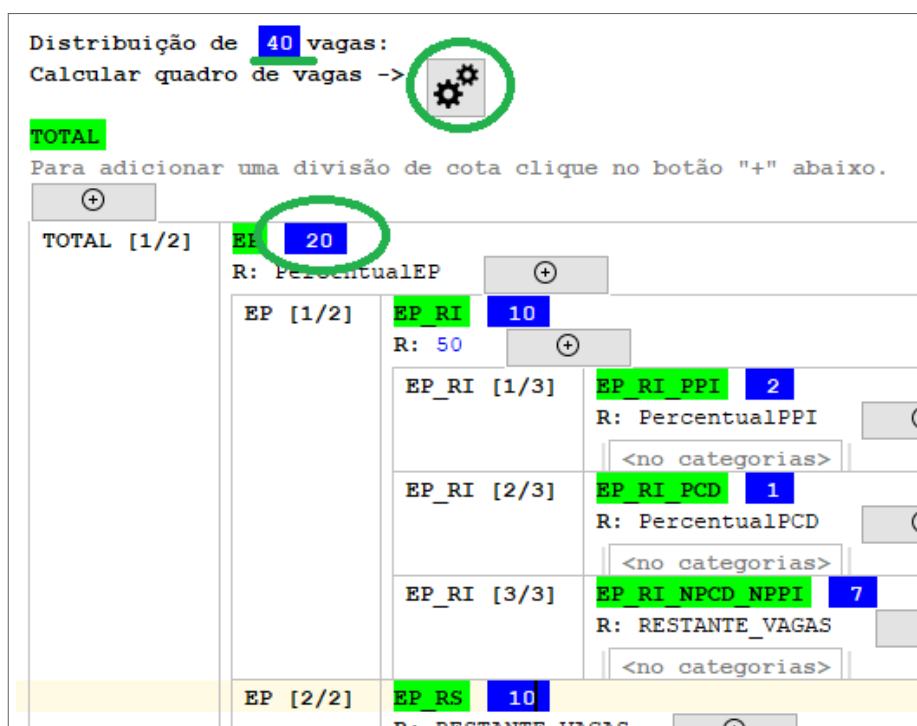 Distribuição de 40 vagas:
Calcular quadro de vagas ->
TOTAL
Para adicionar uma divisão de cota clique no botão "+" abaixo.
TOTAL [1/2] EP 20
R: PercentualEP
EP [1/2] EP_RI 10
R: 50
EP_RI [1/3] EP_RI_PPI 2
R: PercentualPPI
<no categorias>
EP_RI [2/3] EP_RI_PCD 1
R: PercentualPCD
<no categorias>
EP_RI [3/3] EP_RI_NPCD_NPPI 7
R: RESTANTE_VAGAS
<no categorias>
EP [2/2] EP_RS 10
R: RESTANTE_VAGAS